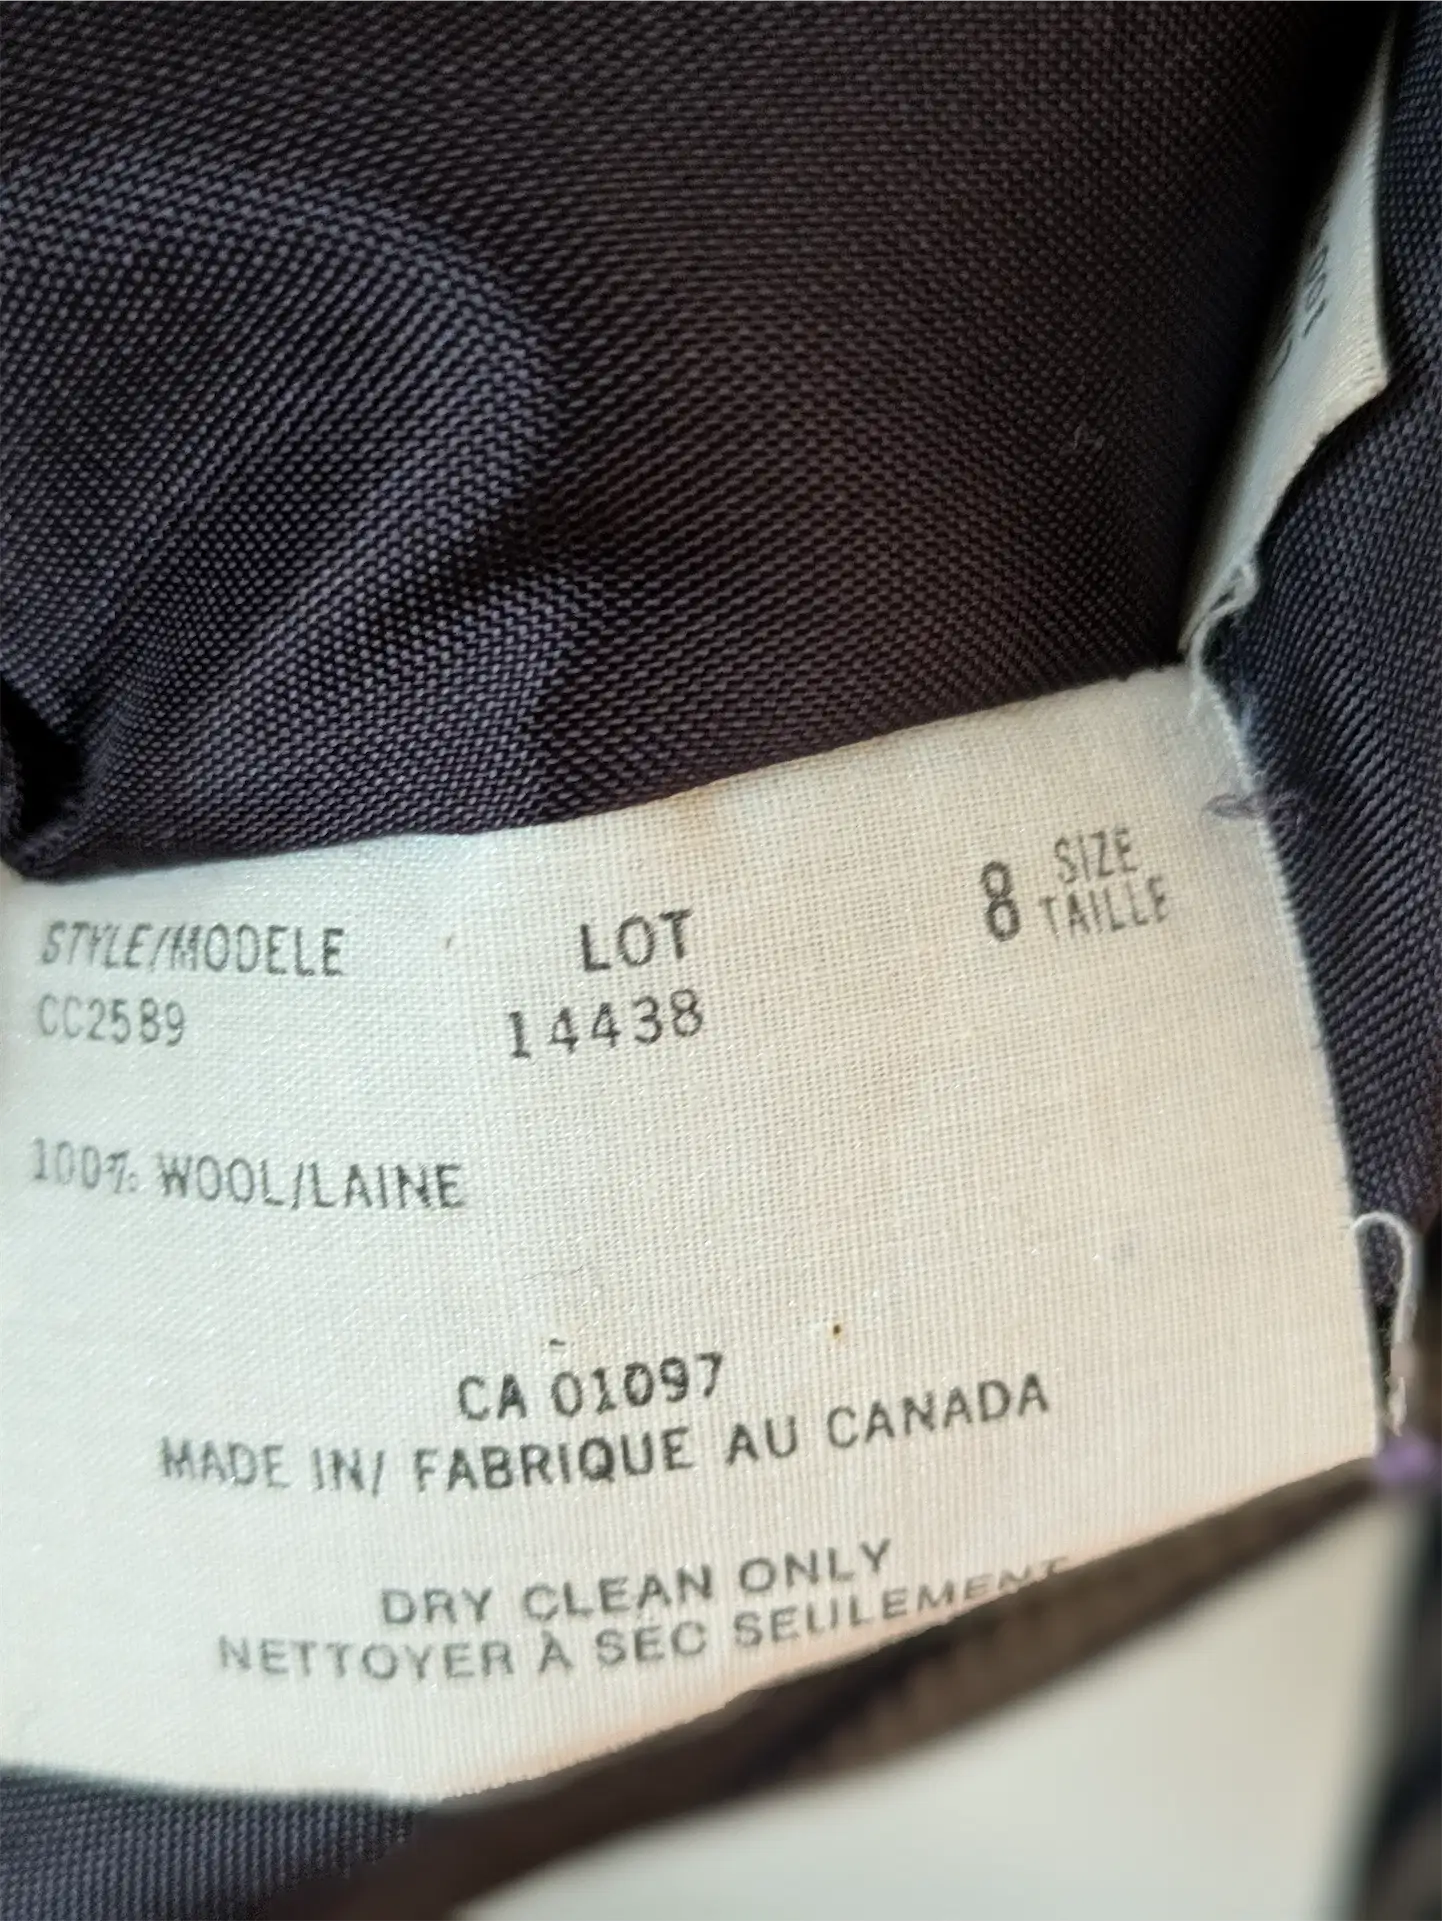 STYLE/MODELE LOT 8 SIZE
TAILLE
CC2589 14438
100% WOOL/LAINE
CA 01097
MADE IN/ FABRIQUE AU CANADA
DRY CLEAN ONLY
NETTOYER À SEC SEULEMENT